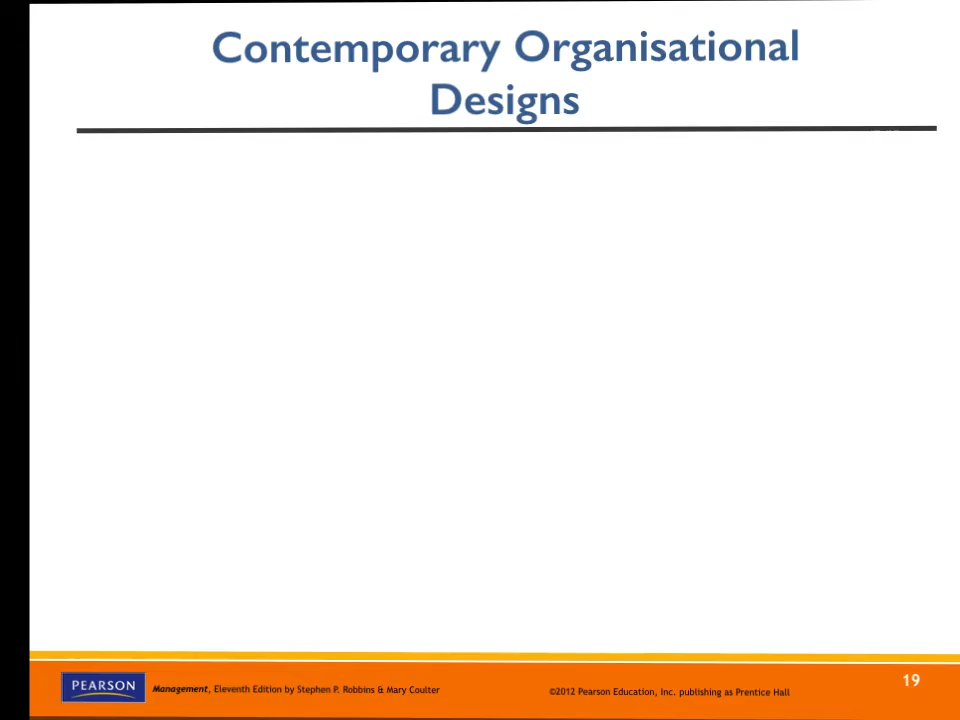 Contemporary Organisational
Designs
PEARSON
Management, Eleventh Edition by Stephen P. Robbins & Mary Coulter
©2012 Pearson Education, Inc. publishing as Prentice Hall
19